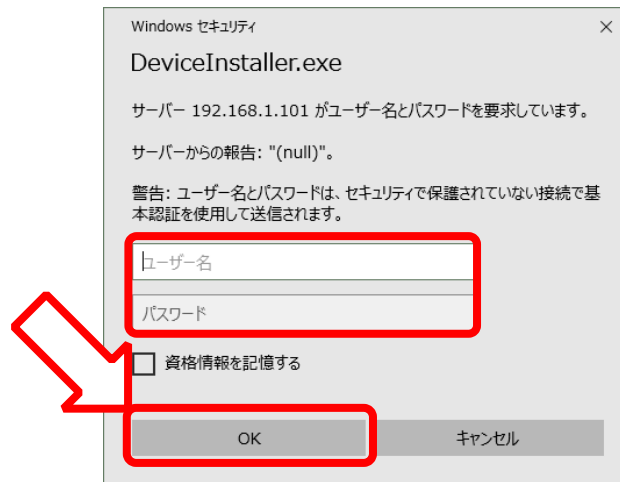 Windows セキュリティ
DeviceInstaller.exe
サーバー 192.168.1.101 がユーザー名とパスワードを要求しています。
サーバーからの報告: "(null)"。
警告: ユーザー名とパスワードは、セキュリティで保護されていない接続で基
本認証を使用して送信されます。
ユーザー名
パスワード
資格情報を記憶する
OK キャンセル